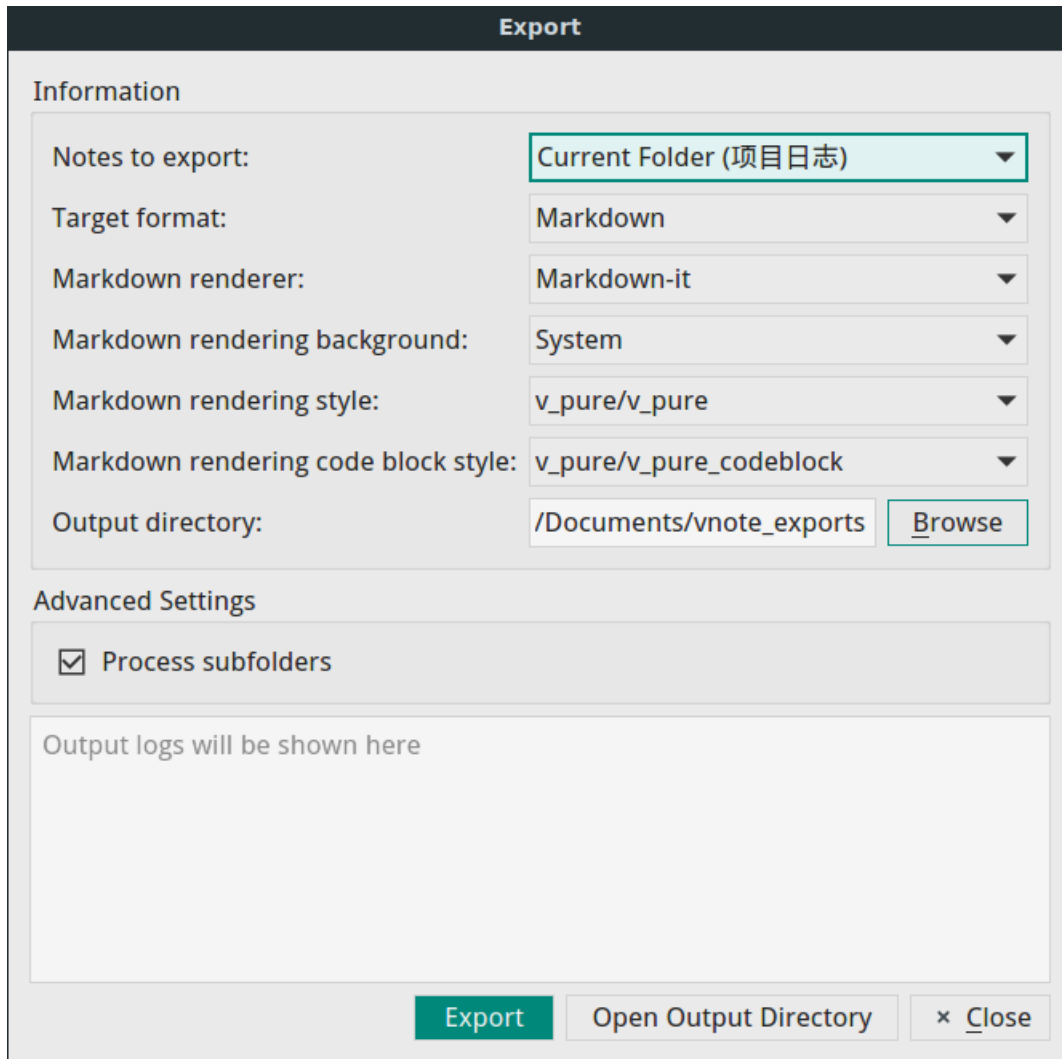 Export
Information
Notes to export: Current Folder (项目日志)
Target format: Markdown
Markdown renderer: Markdown-it
Markdown rendering background: System
Markdown rendering style: v_pure/v_pure
Markdown rendering code block style: v_pure/v_pure_codeblock
Output directory: /Documents/vnote_exports Browse
Advanced Settings
Process subfolders
Output logs will be shown here
Export Open Output Directory × Close